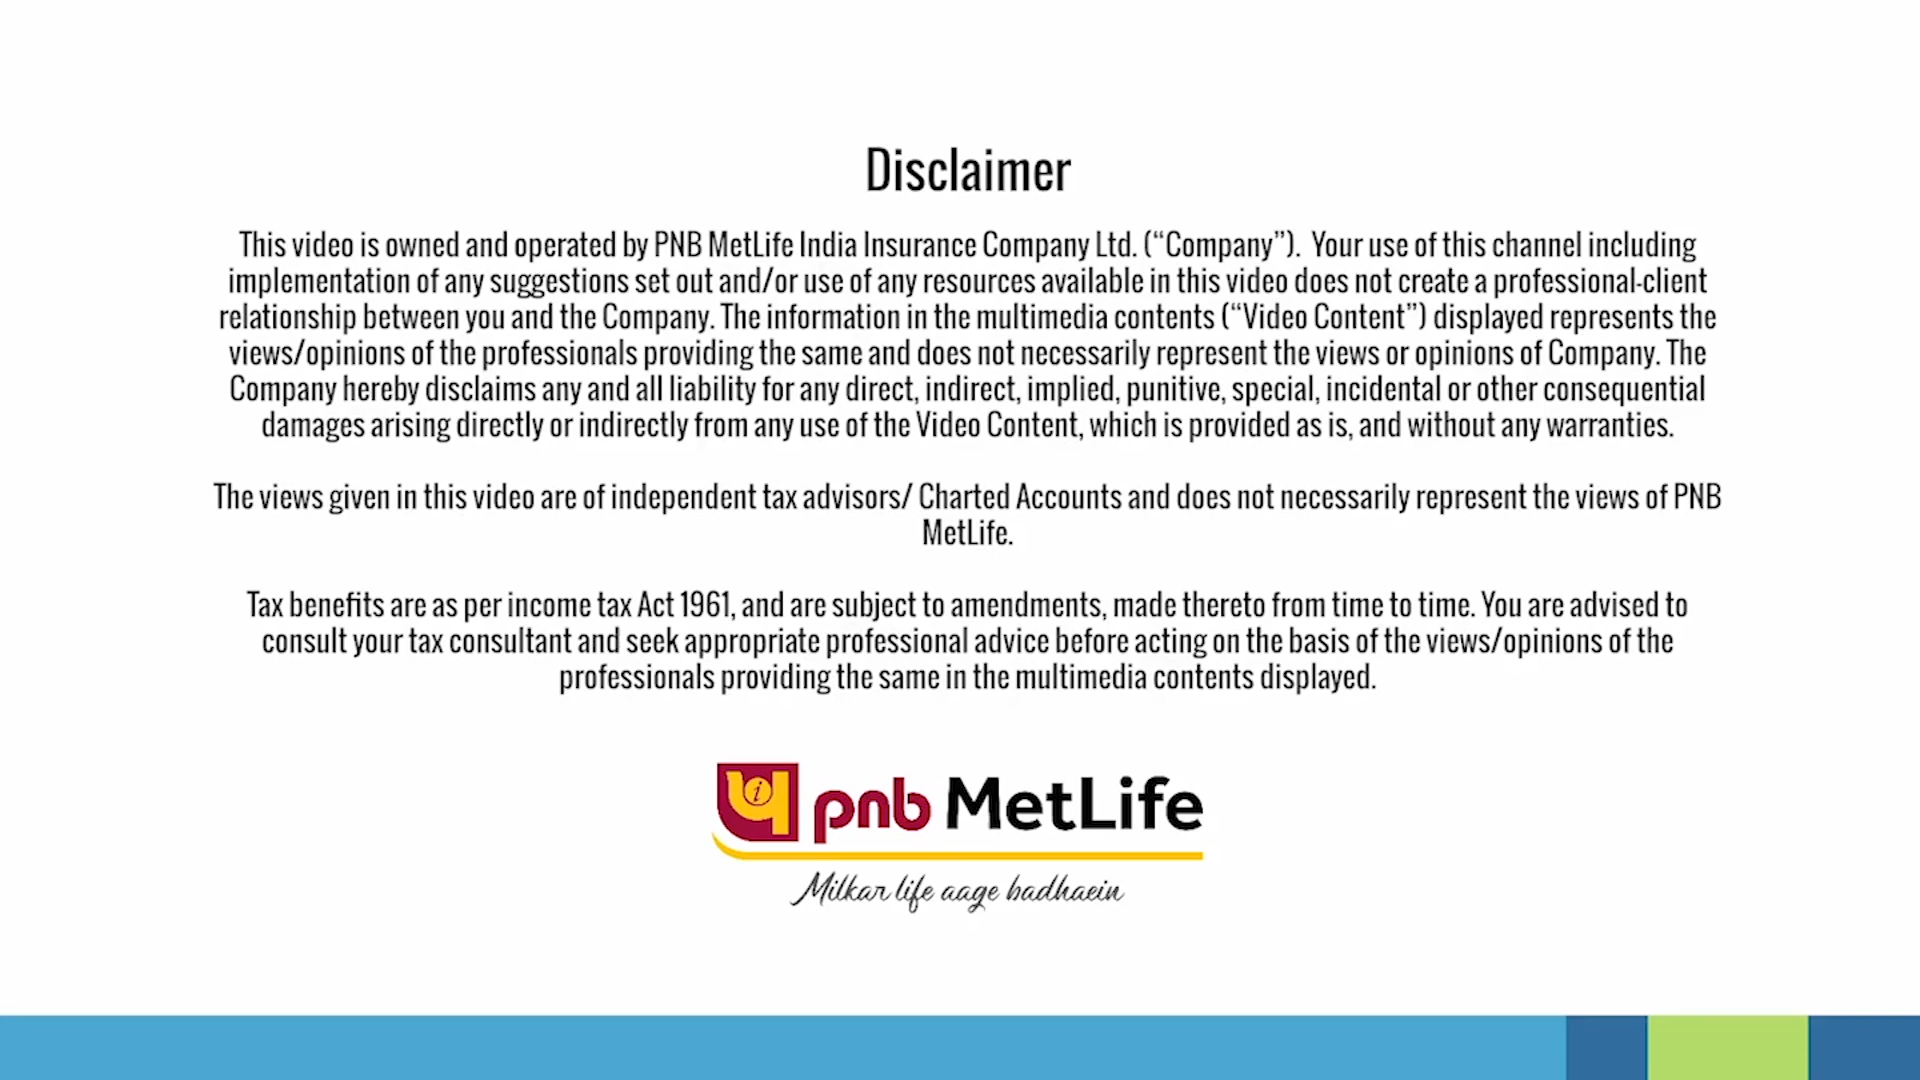 Disclaimer
This video is owned and operated by PNB MetLife India Insurance Company Ltd. (“Company”).  Your use of this channel including
implementation of any suggestions set out and/or use of any resources available in this video does not create a professional-client
relationship between you and the Company. The information in the multimedia contents (“Video Content”) displayed represents the
views/opinions of the professionals providing the same and does not necessarily represent the views or opinions of Company. The
Company hereby disclaims any and all liability for any direct, indirect, implied, punitive, special, incidental or other consequential
damages arising directly or indirectly from any use of the Video Content, which is provided as is, and without any warranties.
The views given in this video are of independent tax advisors/ Charted Accounts and does not necessarily represent the views of PNB
MetLife.
Tax benefits are as per income tax Act 1961, and are subject to amendments, made thereto from time to time. You are advised to
consult your tax consultant and seek appropriate professional advice before acting on the basis of the views/opinions of the
professionals providing the same in the multimedia contents displayed.
pnb MetLife
Milkar life aage badhaein